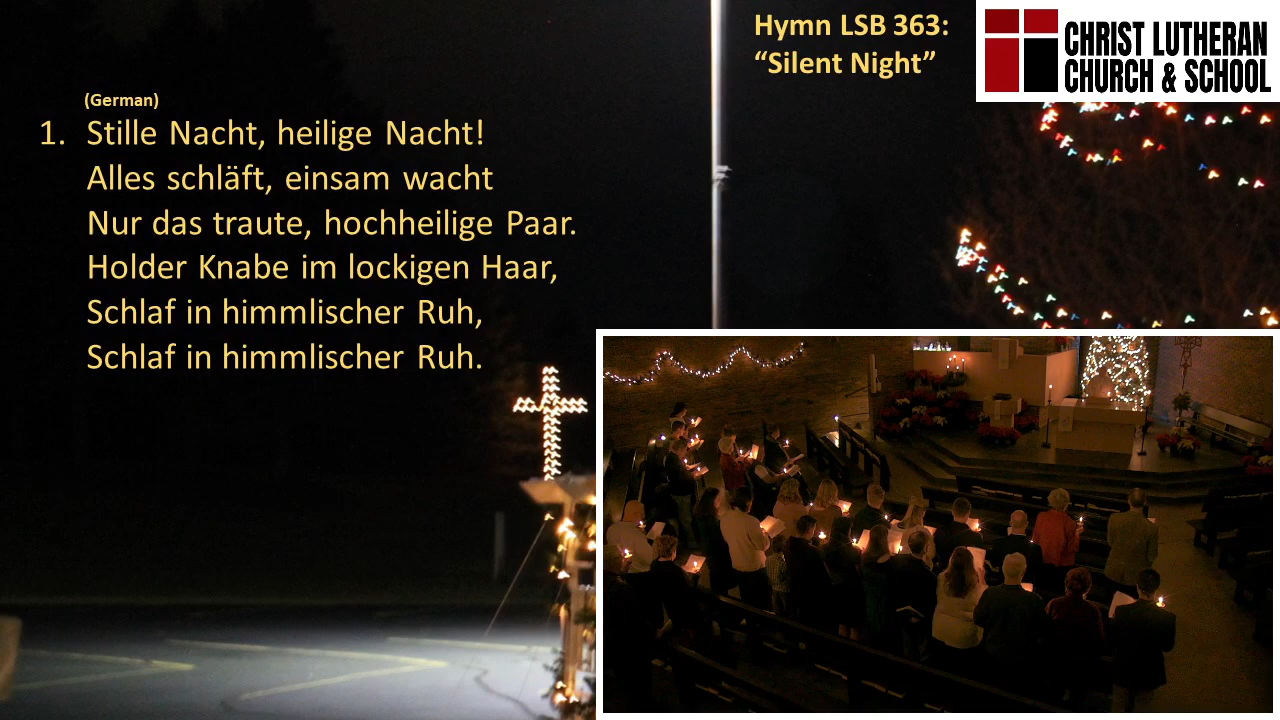 Hymn LSB 363:
“Silent Night”
CHRIST LUTHERAN
CHURCH & SCHOOL
(German)
1. Stille Nacht, heilige Nacht!
Alles schläft, einsam wacht
Nur das traute, hochheilige Paar.
Holder Knabe im lockigen Haar,
Schlaf in himmlischer Ruh,
Schlaf in himmlischer Ruh.